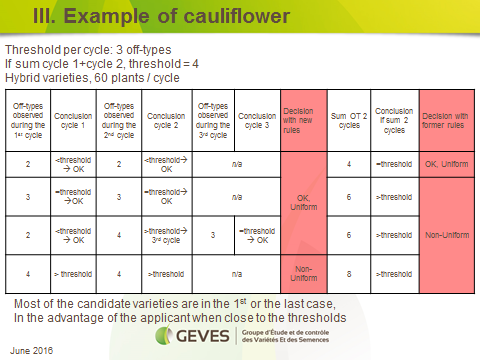 III. Example of cauliflower
Threshold per cycle: 3 off-types
If sum cycle 1+cycle 2, threshold = 4
Hybrid varieties, 60 plants / cycle
Off-types observed during the 1st cycle | Conclusion cycle 1 | Off-types observed during the 2nd cycle | Conclusion cycle 2 | Off-types observed during the 3rd cycle | Conclusion cycle 3 | Decision with new rules | Sum OT 2 cycles | Conclusion if sum 2 cycles | Decision with former rules
2 | <threshold → OK | 2 | <threshold→ OK | n/a | OK, Uniform | 4 | =threshold | OK, Uniform
3 | =threshold → OK | 3 | =threshold→ OK | n/a | 6 | >threshold | Non-Uniform
2 | <threshold → OK | 4 | >threshold→ 3rd cycle | 3 | =threshold → OK | 6 | >threshold
4 | > threshold | 4 | >threshold | n/a | Non-Uniform | 8 | >threshold
Most of the candidate varieties are in the 1st or the last case,
In the advantage of the applicant when close to the thresholds
GEVES
Groupe d'Étude et de contrôle
des Variétés Et des Semences
June 2016